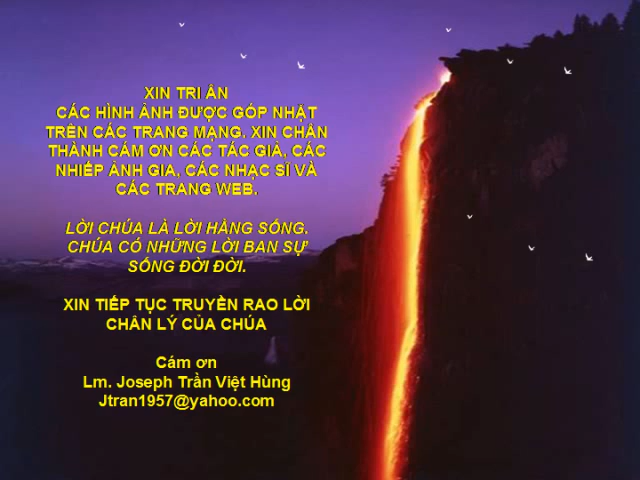 XIN TRI ÂN
CÁC HÌNH ẢNH ĐƯỢC GÓP NHẶT
TRÊN CÁC TRANG MẠNG. XIN CHÂN
THÀNH CÁM ƠN CÁC TÁC GIẢ, CÁC
NHIẾP ẢNH GIA, CÁC NHẠC SĨ VÀ
CÁC TRANG WEB.
LỜI CHÚA LÀ LỜI HẰNG SỐNG.
CHÚA CÓ NHỮNG LỜI BAN SỰ
SỐNG ĐỜI ĐỜI.
XIN TIẾP TỤC TRUYỀN RAO LỜI
CHÂN LÝ CỦA CHÚA
Cám ơn
Lm. Joseph Trần Việt Hùng
Jtran1957@yahoo.com